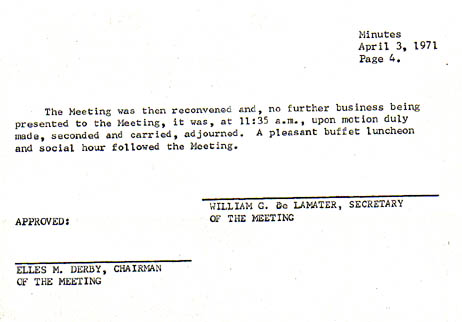 Minutes
April 3, 1971
Page 4.
The Meeting was then reconvened and, no further business being
presented to the Meeting, it was, at 11:35 a.m., upon motion duly
made, seconded and carried, adjourned. A pleasant buffet luncheon
and social hour followed the Meeting.
WILLIAM C. De LAMATER, SECRETARY
OF THE MEETING
APPROVED:
ELLES M. DERBY, CHAIRMAN
OF THE MEETING